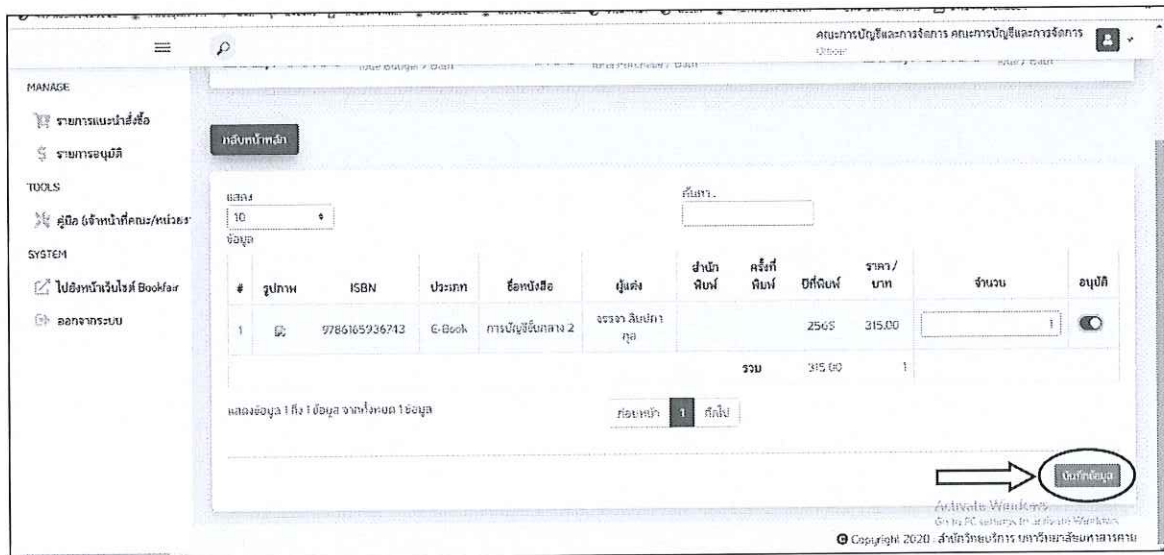 คณะการบัญชีและการจัดการ คณะการบัญชีและการจัดการ
Officer
MANAGE
รายการแนะนำสั่งซื้อ
รายการอนุมัติ
TOOLS
คู่มือ (เจ้าหน้าที่คณะ/หน่วยงา
SYSTEM
ไปยังหน้าเว็บไซต์ Bookfair
ออกจากระบบ
กลับหน้าหลัก
แสดง
10
ข้อมูล
ค้นหา..
# รูปภาพ ISBN ประเภท ชื่อหนังสือ ผู้แต่ง สำนักพิมพ์ ครั้งที่พิมพ์ ปีที่พิมพ์ ราคา/บาท จำนวน อนุมัติ
1 9786165936743 E-Book การบัญชีขั้นกลาง 2 2565 315.00 1
รวม 315.00 1
แสดงข้อมูล 1 ถึง 1 ข้อมูล จากทั้งหมด 1 ข้อมูล
ก่อนหน้า 1 ถัดไป
บันทึกข้อมูล
Activate Windows
Go to PC settings to activate Windows.
Copyright 2020 . สำนักวิทยบริการ มหาวิทยาลัยมหาสารคาม